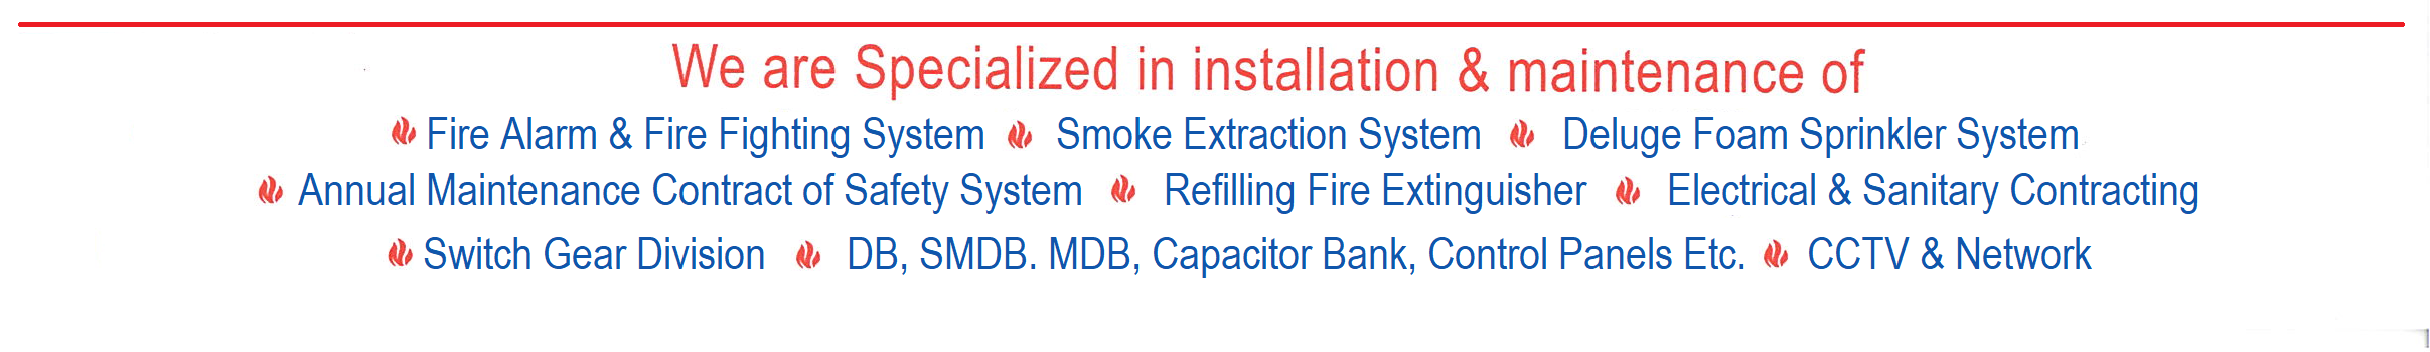 We are Specialized in installation & maintenance of
Fire Alarm & Fire Fighting System Smoke Extraction System Deluge Foam Sprinkler System
Annual Maintenance Contract of Safety System Refilling Fire Extinguisher Electrical & Sanitary Contracting
Switch Gear Division DB, SMDB. MDB, Capacitor Bank, Control Panels Etc. CCTV & Network